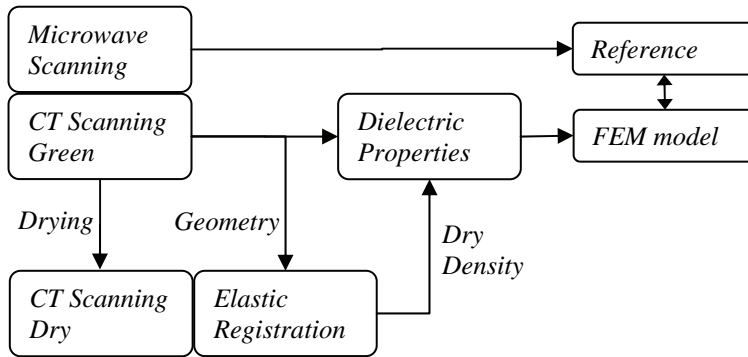 Microwave
Scanning
Reference
CT Scanning
Green
Dielectric
Properties
FEM model
Drying
Geometry
Dry
Density
CT Scanning
Dry
Elastic
Registration